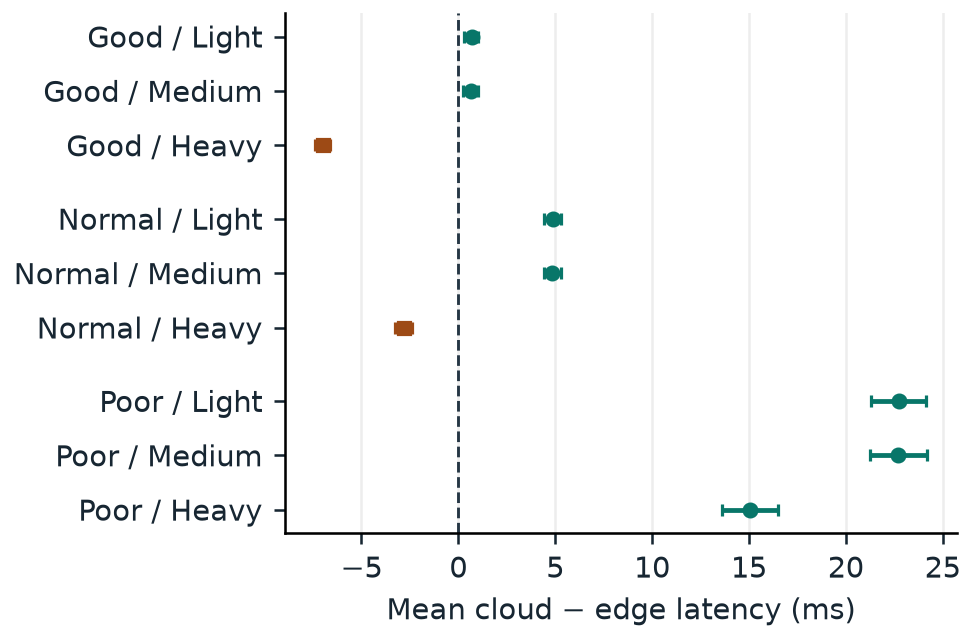 Good / Light
Good / Medium
Good / Heavy
Normal / Light
Normal / Medium
Normal / Heavy
Poor / Light
Poor / Medium
Poor / Heavy
−5 0 5 10 15 20 25
Mean cloud − edge latency (ms)